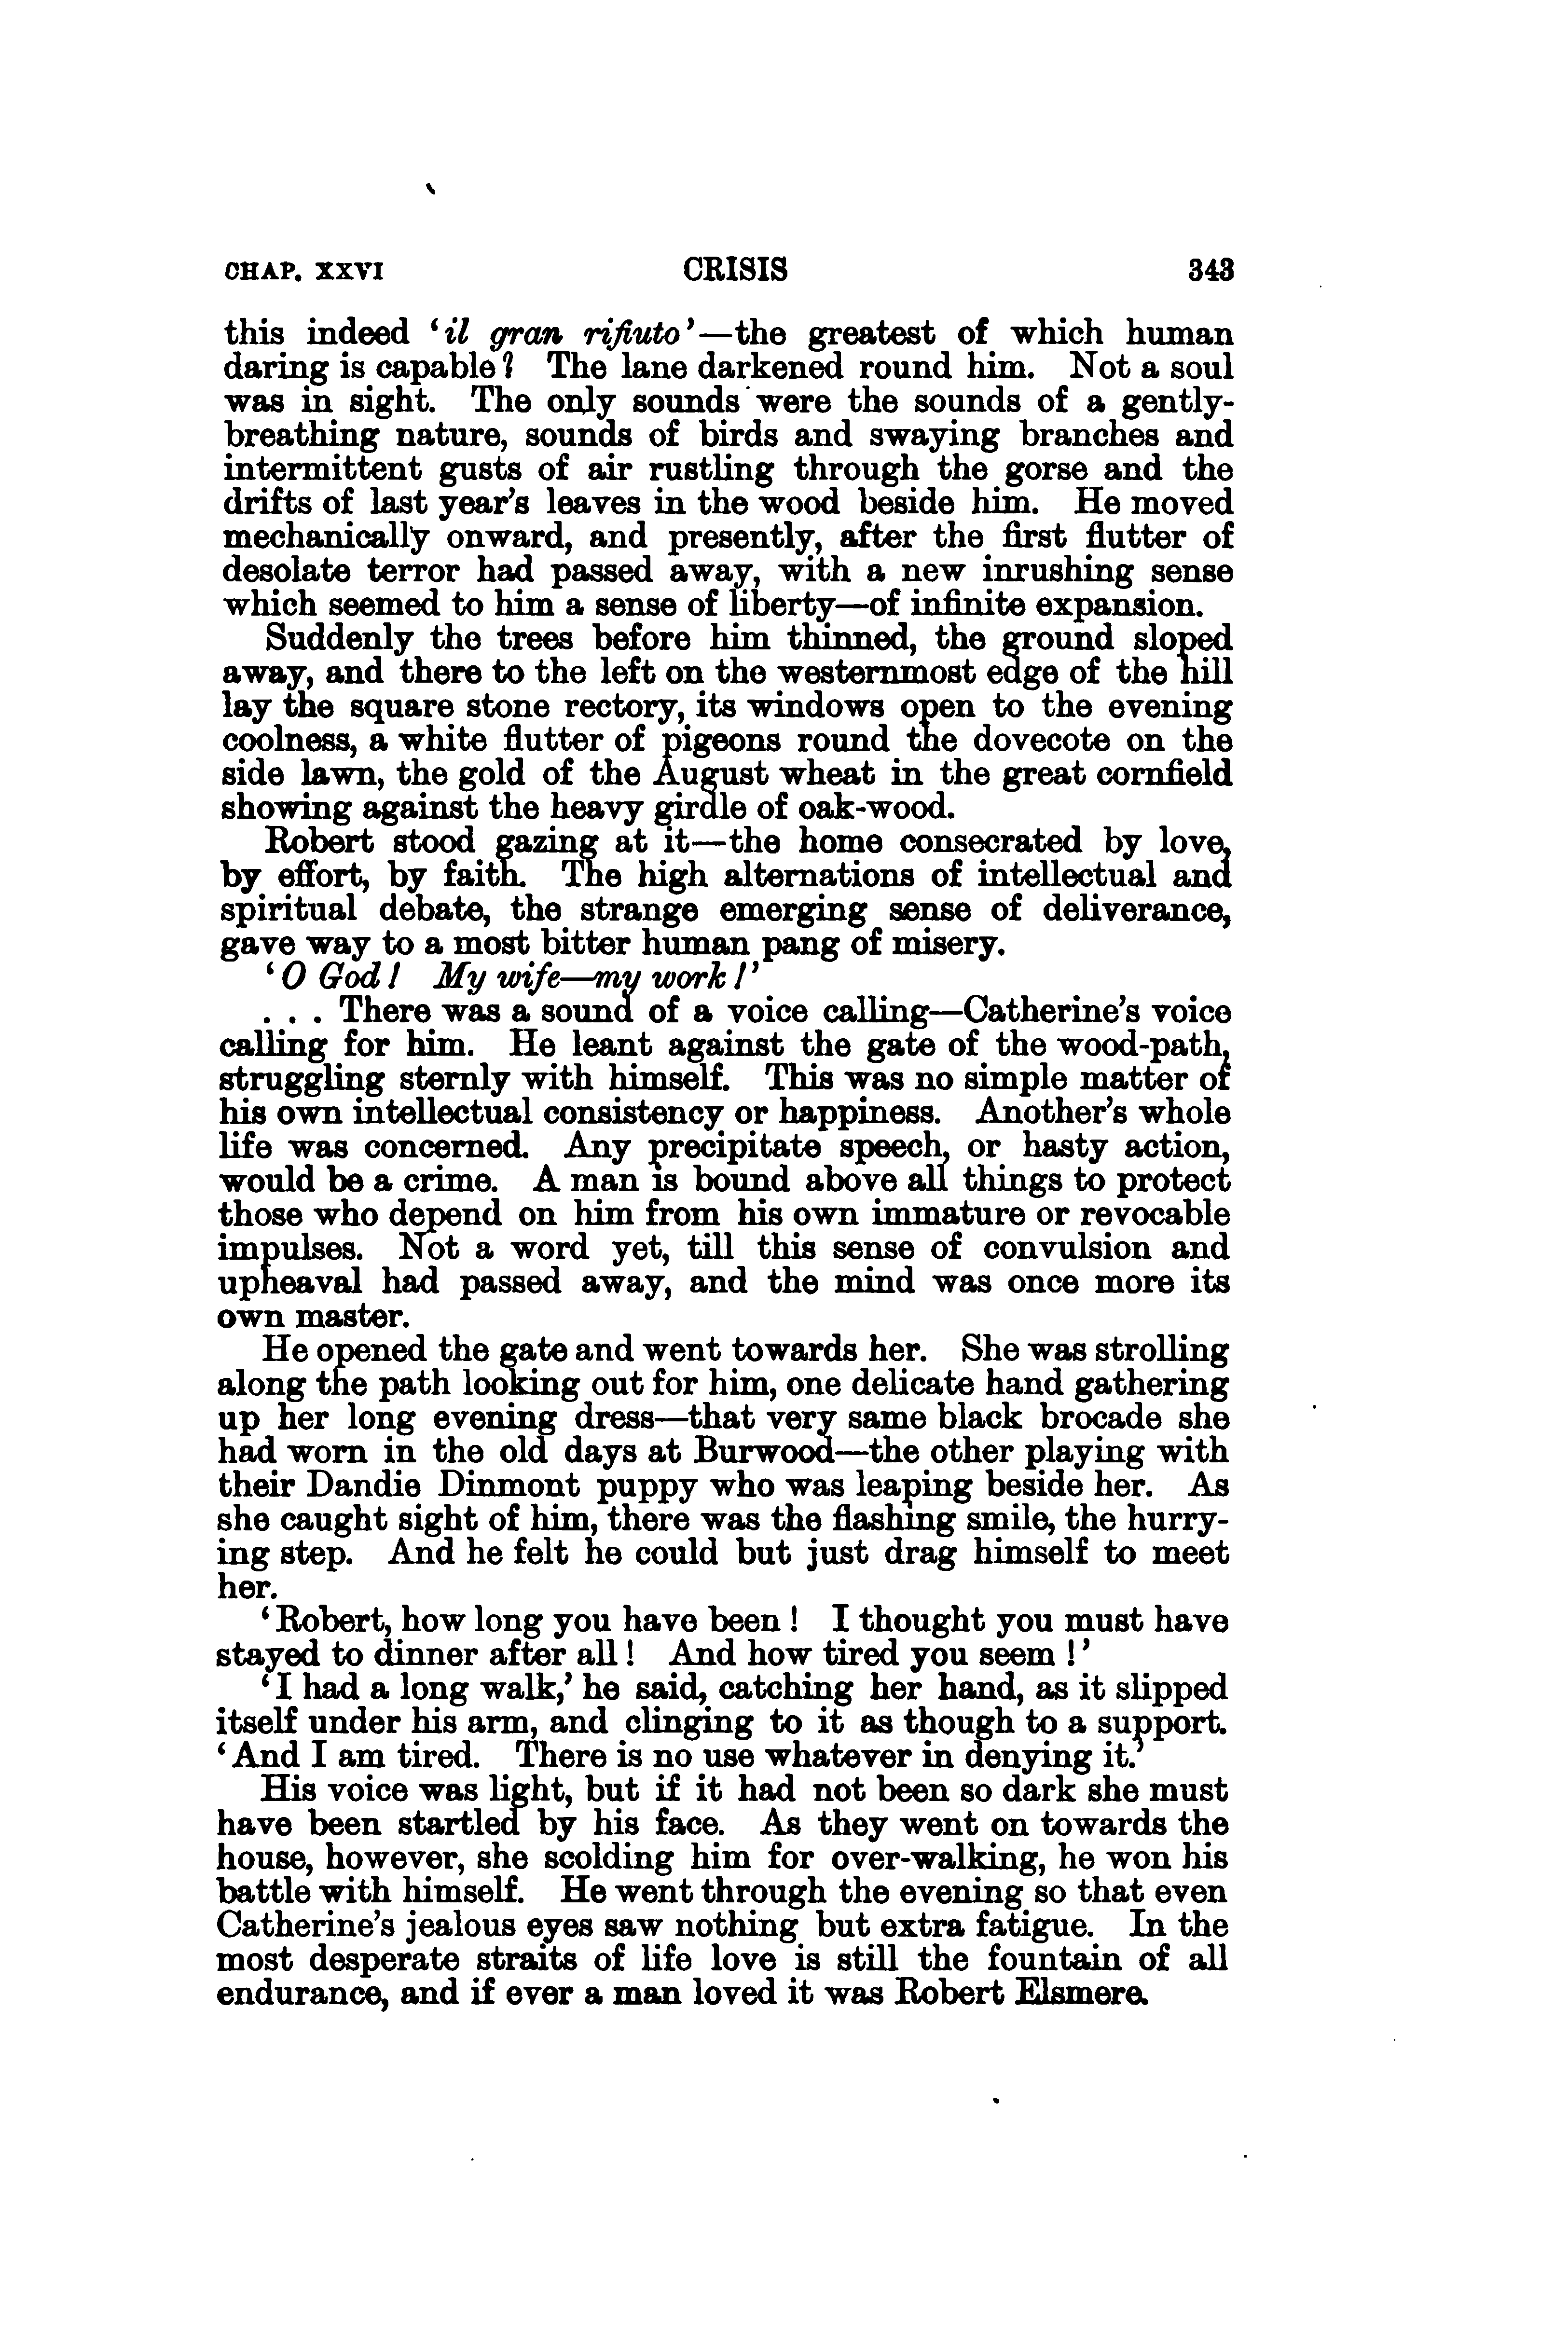 CHAP. XXVI CRISIS 343
this indeed ‘il gran rifiuto’—the greatest of which human
daring is capable? The lane darkened round him. Not a soul
was in sight. The only sounds were the sounds of a gently-
breathing nature, sounds of birds and swaying branches and
intermittent gusts of air rustling through the gorse and the
drifts of last year’s leaves in the wood beside him. He moved
mechanically onward, and presently, after the first flutter of
desolate terror had passed away, with a new inrushing sense
which seemed to him a sense of liberty—of infinite expansion.
Suddenly the trees before him thinned, the ground sloped
away, and there to the left on the westernmost edge of the hill
lay the square stone rectory, its windows open to the evening
coolness, a white flutter of pigeons round the dovecote on the
side lawn, the gold of the August wheat in the great cornfield
showing against the heavy girdle of oak-wood.
Robert stood gazing at it—the home consecrated by love,
by effort, by faith. The high alternations of intellectual and
spiritual debate, the strange emerging sense of deliverance,
gave way to a most bitter human pang of misery.
‘O God! My wife—my work!’
. . . There was a sound of a voice calling—Catherine’s voice
calling for him. He leant against the gate of the wood-path,
struggling sternly with himself. This was no simple matter of
his own intellectual consistency or happiness. Another’s whole
life was concerned. Any precipitate speech, or hasty action,
would be a crime. A man is bound above all things to protect
those who depend on him from his own immature or revocable
impulses. Not a word yet, till this sense of convulsion and
upheaval had passed away, and the mind was once more its
own master.
He opened the gate and went towards her. She was strolling
along the path looking out for him, one delicate hand gathering
up her long evening dress—that very same black brocade she
had worn in the old days at Burwood—the other playing with
their Dandie Dinmont puppy who was leaping beside her. As
she caught sight of him, there was the flashing smile, the hurry-
ing step. And he felt he could but just drag himself to meet
her.
‘Robert, how long you have been! I thought you must have
stayed to dinner after all! And how tired you seem!’
‘I had a long walk,’ he said, catching her hand, as it slipped
itself under his arm, and clinging to it as though to a support.
‘And I am tired. There is no use whatever in denying it.’
His voice was light, but if it had not been so dark she must
have been startled by his face. As they went on towards the
house, however, she scolding him for over-walking, he won his
battle with himself. He went through the evening so that even
Catherine’s jealous eyes saw nothing but extra fatigue. In the
most desperate straits of life love is still the fountain of all
endurance, and if ever a man loved it was Robert Elsmere.